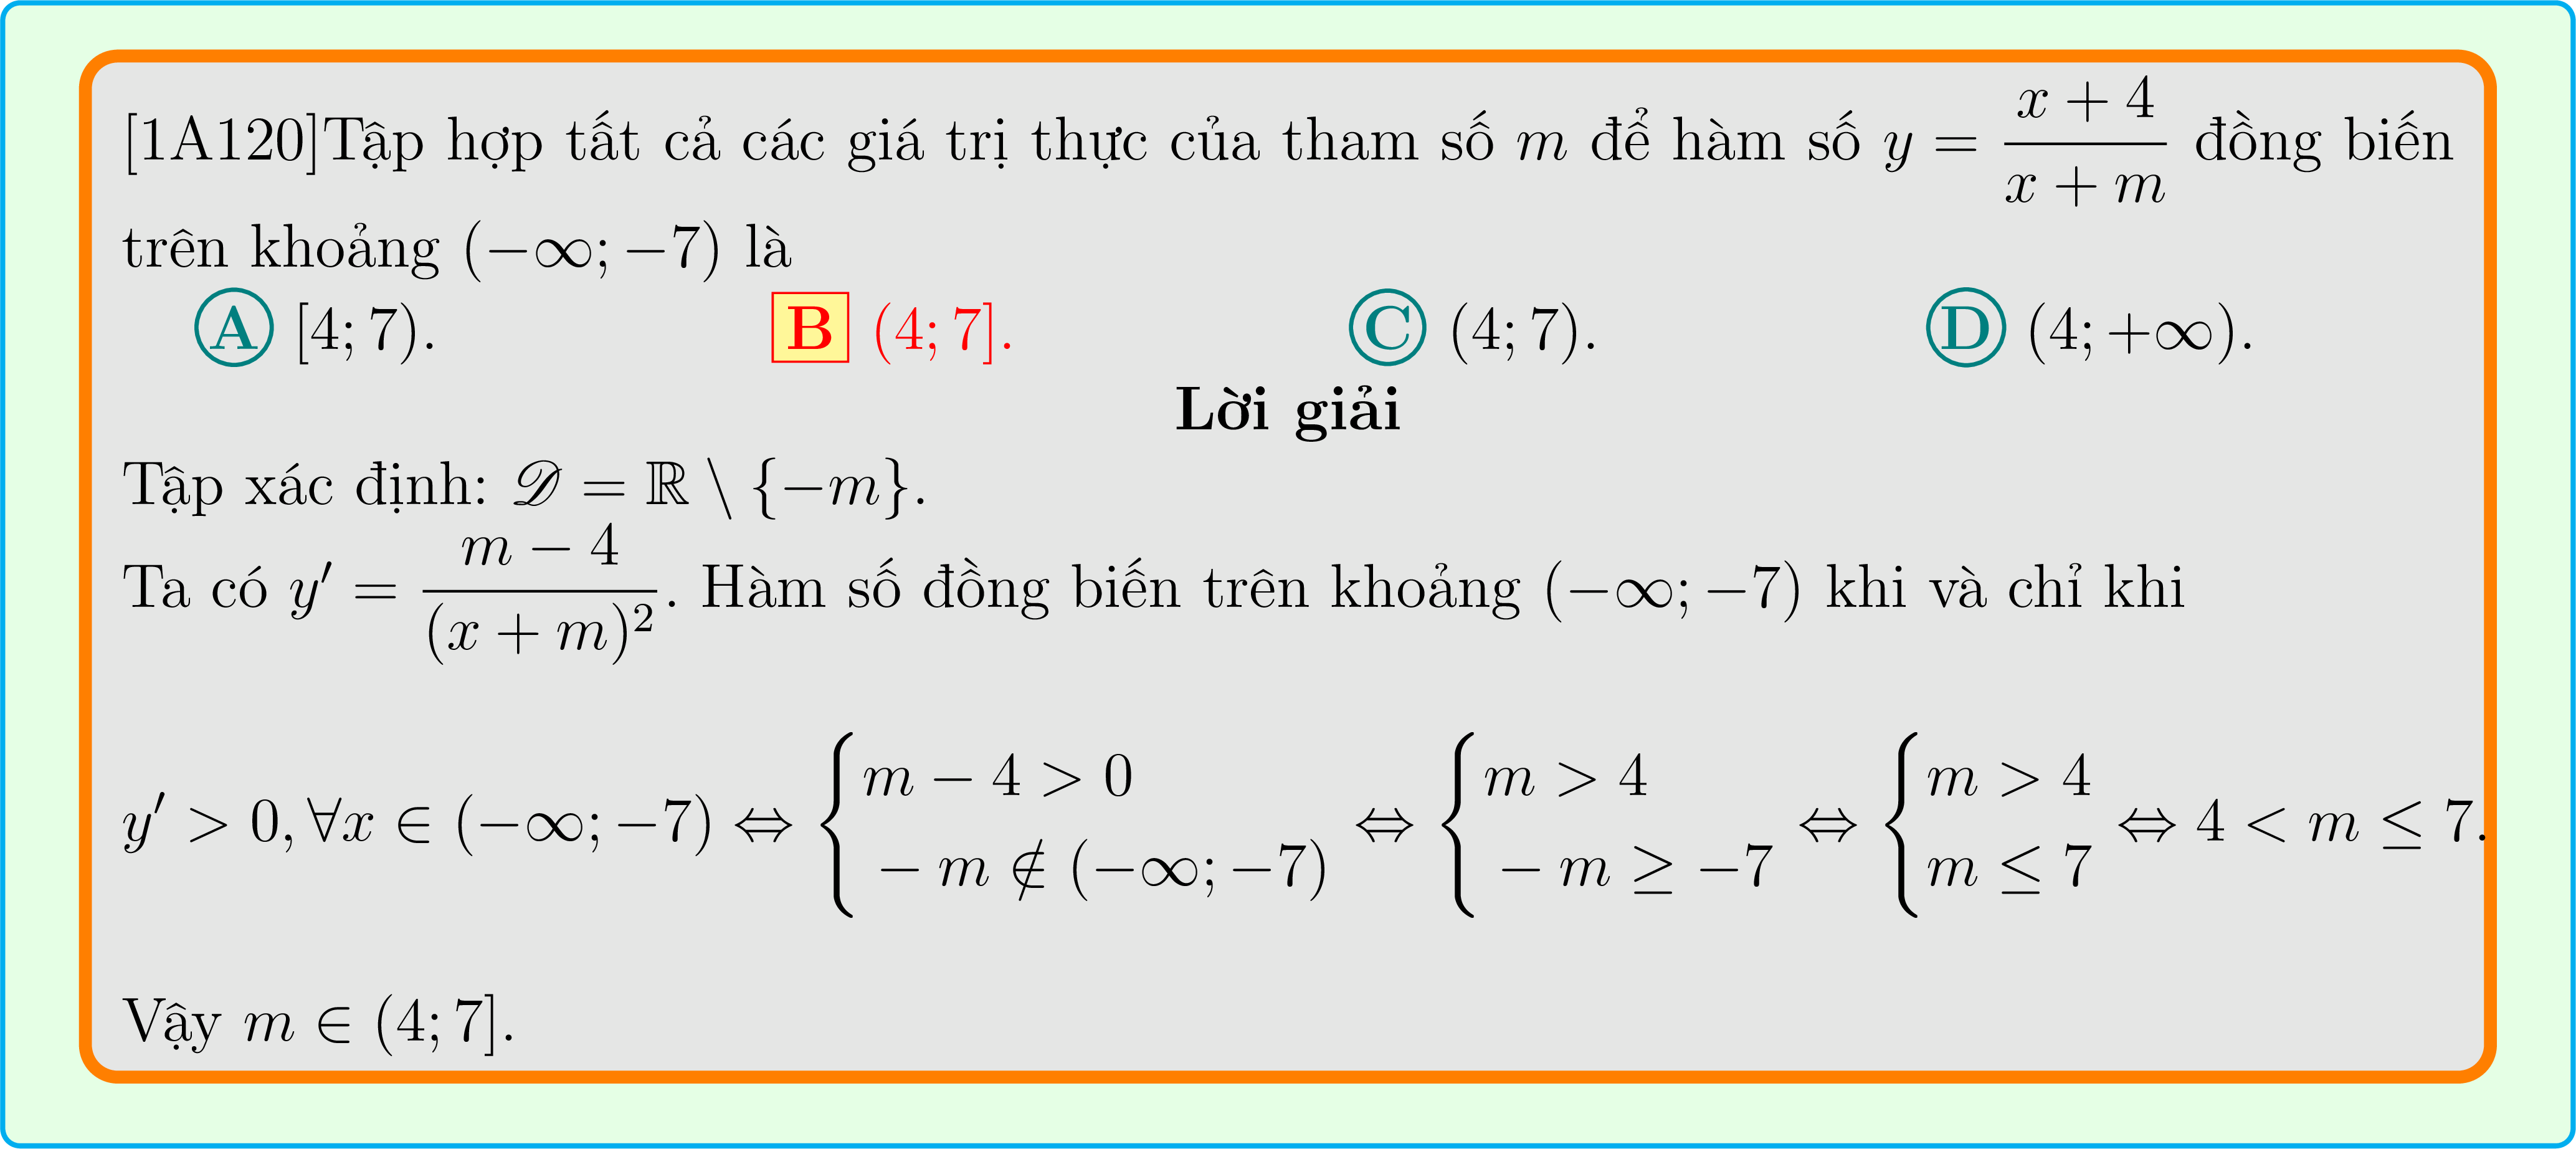 [1A120]Tập hợp tất cả các giá trị thực của tham số $m$ để hàm số $y = \dfrac{x+4}{x+m}$ đồng biến
trên khoảng $(-\infty; -7)$ là
A $[4; 7)$. B $(4; 7]$. C $(4; 7)$. D $(4; +\infty)$.
Lời giải
Tập xác định: $\mathscr{D} = \mathbb{R} \setminus \{-m\}$.
Ta có $y' = \dfrac{m-4}{(x+m)^2}$. Hàm số đồng biến trên khoảng $(-\infty; -7)$ khi và chỉ khi
$y' > 0, \forall x \in (-\infty; -7) \Leftrightarrow \begin{cases} m - 4 > 0 \\ -m \notin (-\infty; -7) \end{cases} \Leftrightarrow \begin{cases} m > 4 \\ -m \geq -7 \end{cases} \Leftrightarrow \begin{cases} m > 4 \\ m \leq 7 \end{cases} \Leftrightarrow 4 < m \leq 7.$
Vậy $m \in (4; 7]$.